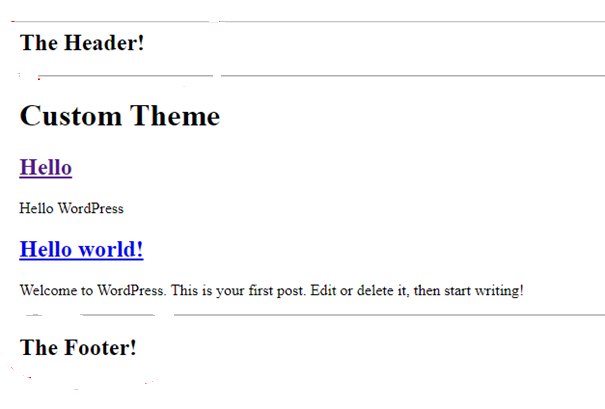 The Header!
Custom Theme
Hello
Hello WordPress
Hello world!
Welcome to WordPress. This is your first post. Edit or delete it, then start writing!
The Footer!